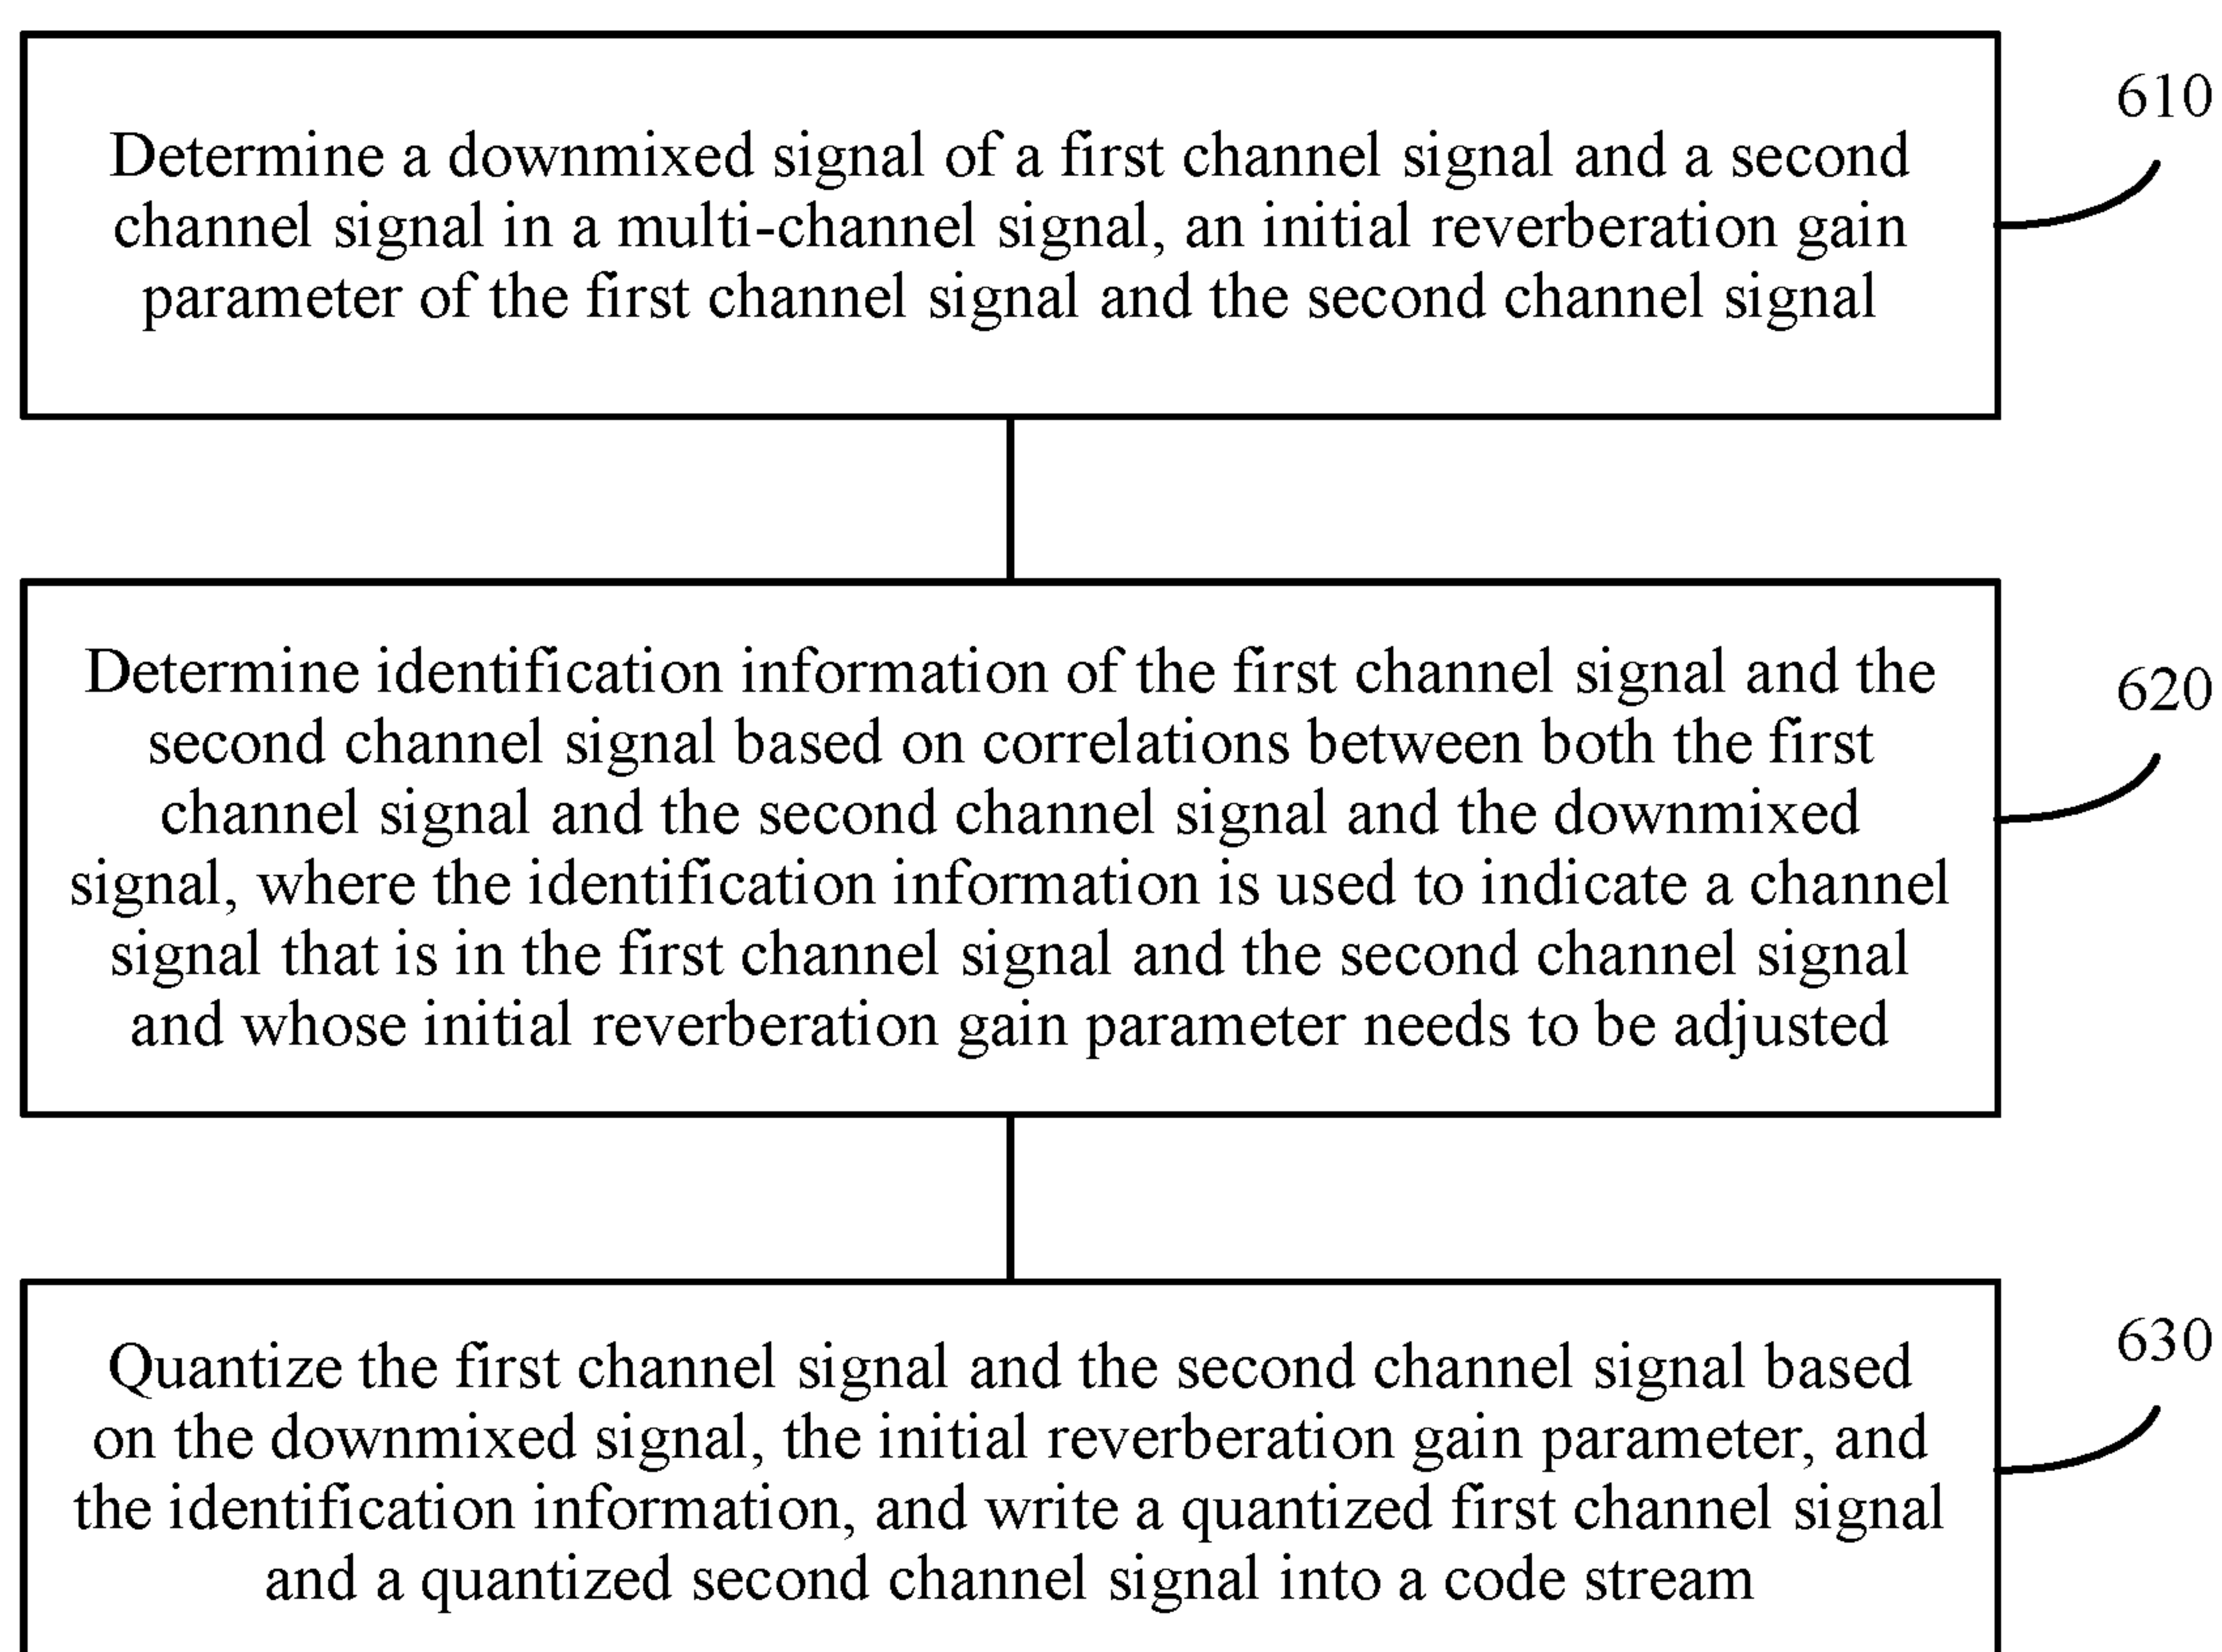 610
Determine a downmixed signal of a first channel signal and a second
channel signal in a multi-channel signal, an initial reverberation gain
parameter of the first channel signal and the second channel signal
620
Determine identification information of the first channel signal and the
second channel signal based on correlations between both the first
channel signal and the second channel signal and the downmixed
signal, where the identification information is used to indicate a channel
signal that is in the first channel signal and the second channel signal
and whose initial reverberation gain parameter needs to be adjusted
630
Quantize the first channel signal and the second channel signal based
on the downmixed signal, the initial reverberation gain parameter, and
the identification information, and write a quantized first channel signal
and a quantized second channel signal into a code stream